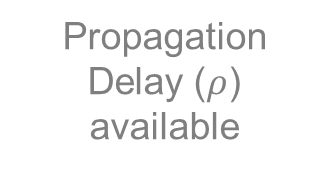 Propagation
Delay (ρ)
available